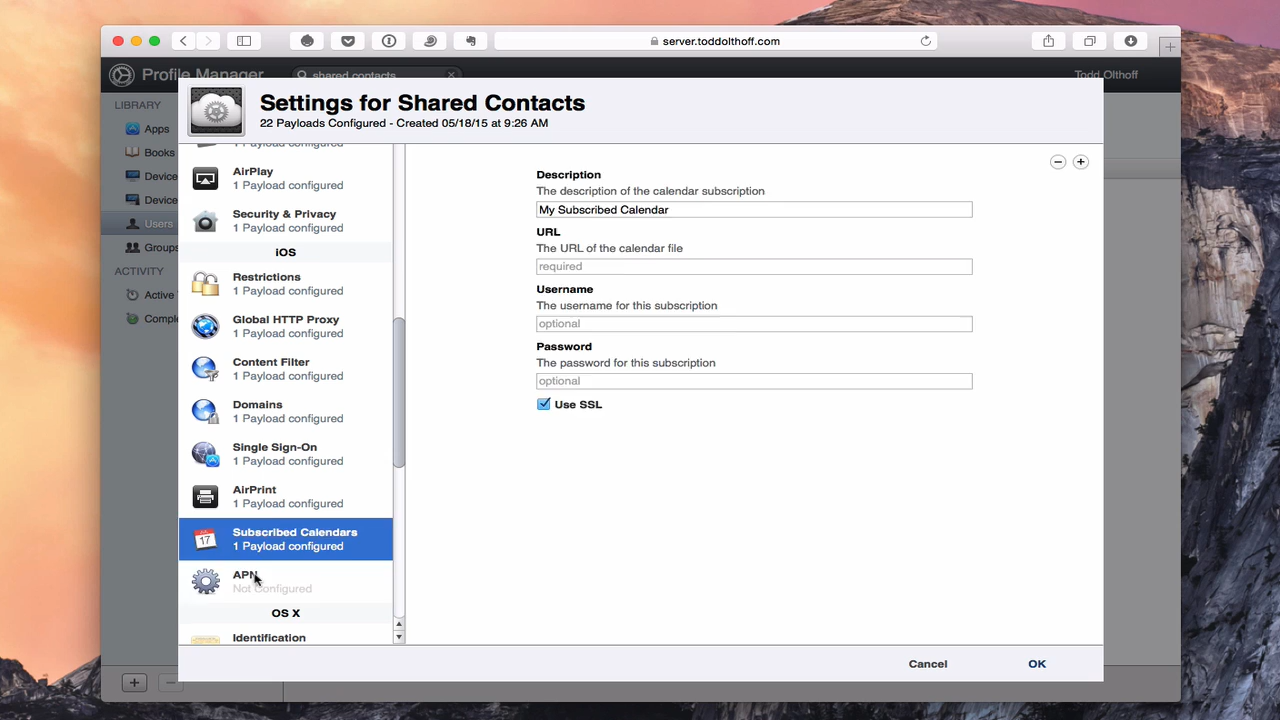 server.toddolthoff.com
Profile Manager
shared contacts
Todd Olthoff
LIBRARY
Apps
Books
Device
Device
Users
Groups
ACTIVITY
Active
Comple
Settings for Shared Contacts
22 Payloads Configured - Created 05/18/15 at 9:26 AM
1 Payload configured
AirPlay
1 Payload configured
Security & Privacy
1 Payload configured
iOS
Restrictions
1 Payload configured
Global HTTP Proxy
1 Payload configured
Content Filter
1 Payload configured
Domains
1 Payload configured
Single Sign-On
1 Payload configured
AirPrint
1 Payload configured
17
Subscribed Calendars
1 Payload configured
APN
Not Configured
OS X
Identification
Description
The description of the calendar subscription
My Subscribed Calendar
URL
The URL of the calendar file
required
Username
The username for this subscription
optional
Password
The password for this subscription
optional
Use SSL
Cancel
OK